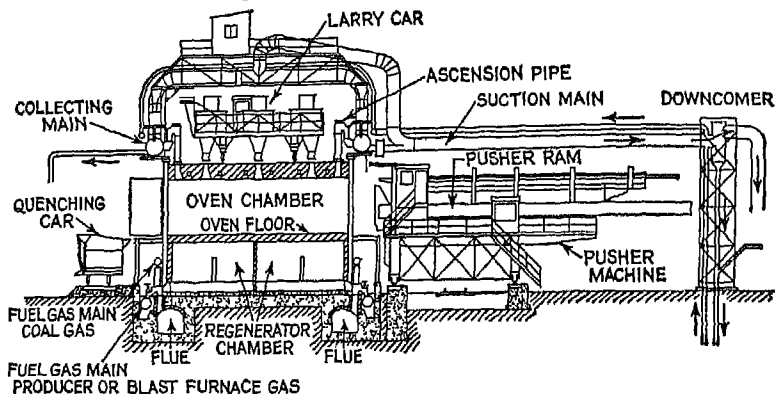 LARRY CAR
ASCENSION PIPE
SUCTION MAIN
DOWNCOMER
COLLECTING
MAIN
PUSHER RAM
OVEN CHAMBER
OVEN FLOOR
QUENCHING
CAR
PUSHER
MACHINE
FUEL GAS MAIN
COAL GAS
REGENERATOR
CHAMBER
FLUE
FLUE
FUEL GAS MAIN
PRODUCER OR BLAST FURNACE GAS